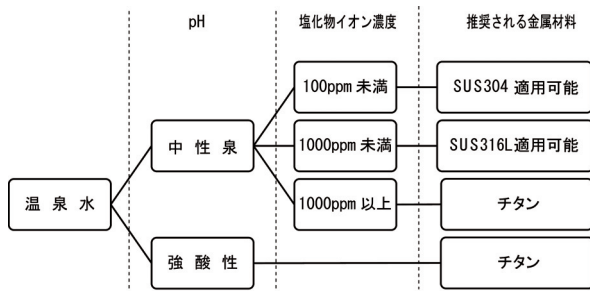 pH
塩化物イオン濃度
推奨される金属材料
100ppm 未満
SUS304 適用可能
中 性 泉
1000ppm 未満
SUS316L適用可能
温 泉 水
1000ppm 以上
チタン
強 酸 性
チタン